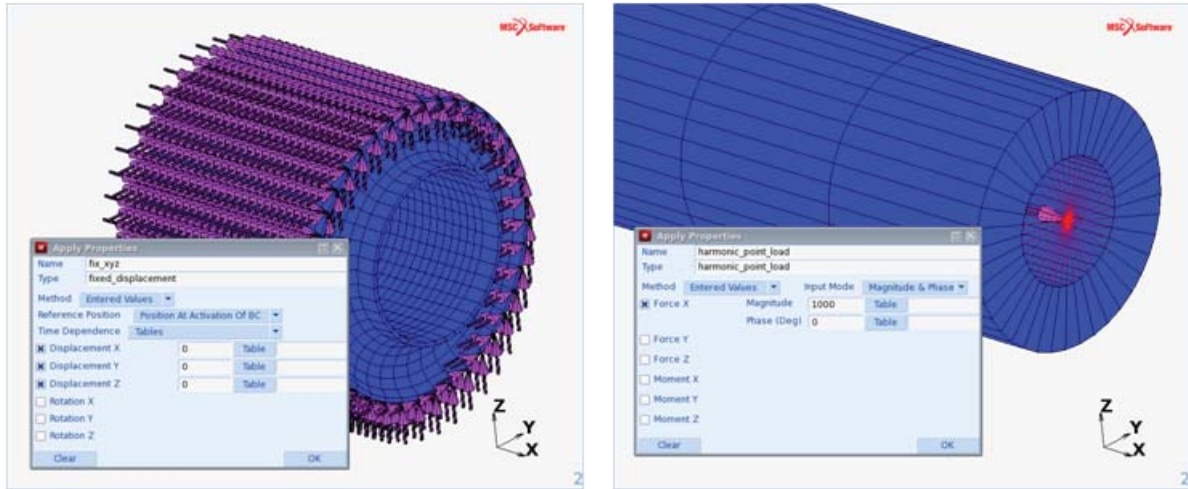 MSC Software
Apply Properties
Name fix_xyz
Type fixed_displacement
Method Entered Values
Reference Position Position At Activation Of BC
Time Dependence Tables
Displacement X 0 Table
Displacement Y 0 Table
Displacement Z 0 Table
Rotation X
Rotation Y
Rotation Z
Clear OK
Z
Y
X
2
MSC Software
Apply Properties
Name harmonic_point_load
Type harmonic_point_load
Method Entered Values Input Mode Magnitude & Phase
Force X Magnitude 1000 Table
Phase (Deg) 0 Table
Force Y
Force Z
Moment X
Moment Y
Moment Z
Clear OK
Z
Y
X
2